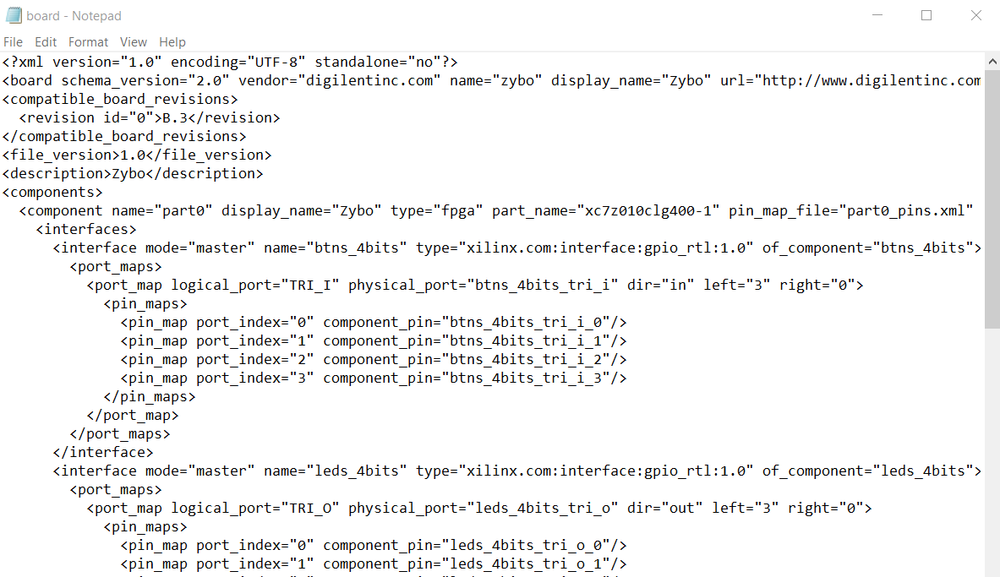 board - Notepad
File Edit Format View Help
<?xml version="1.0" encoding="UTF-8" standalone="no"?>
<board schema_version="2.0" vendor="digilentinc.com" name="zybo" display_name="Zybo" url="http://www.digilentinc.com
<compatible_board_revisions>
  <revision id="0">B.3</revision>
</compatible_board_revisions>
<file_version>1.0</file_version>
<description>Zybo</description>
<components>
  <component name="part0" display_name="Zybo" type="fpga" part_name="xc7z010clg400-1" pin_map_file="part0_pins.xml"
    <interfaces>
      <interface mode="master" name="btns_4bits" type="xilinx.com:interface:gpio_rtl:1.0" of_component="btns_4bits">
        <port_maps>
          <port_map logical_port="TRI_I" physical_port="btns_4bits_tri_i" dir="in" left="3" right="0">
            <pin_maps>
              <pin_map port_index="0" component_pin="btns_4bits_tri_i_0"/>
              <pin_map port_index="1" component_pin="btns_4bits_tri_i_1"/>
              <pin_map port_index="2" component_pin="btns_4bits_tri_i_2"/>
              <pin_map port_index="3" component_pin="btns_4bits_tri_i_3"/>
            </pin_maps>
          </port_map>
        </port_maps>
      </interface>
      <interface mode="master" name="leds_4bits" type="xilinx.com:interface:gpio_rtl:1.0" of_component="leds_4bits">
        <port_maps>
          <port_map logical_port="TRI_O" physical_port="leds_4bits_tri_o" dir="out" left="3" right="0">
            <pin_maps>
              <pin_map port_index="0" component_pin="leds_4bits_tri_o_0"/>
              <pin_map port_index="1" component_pin="leds_4bits_tri_o_1"/>